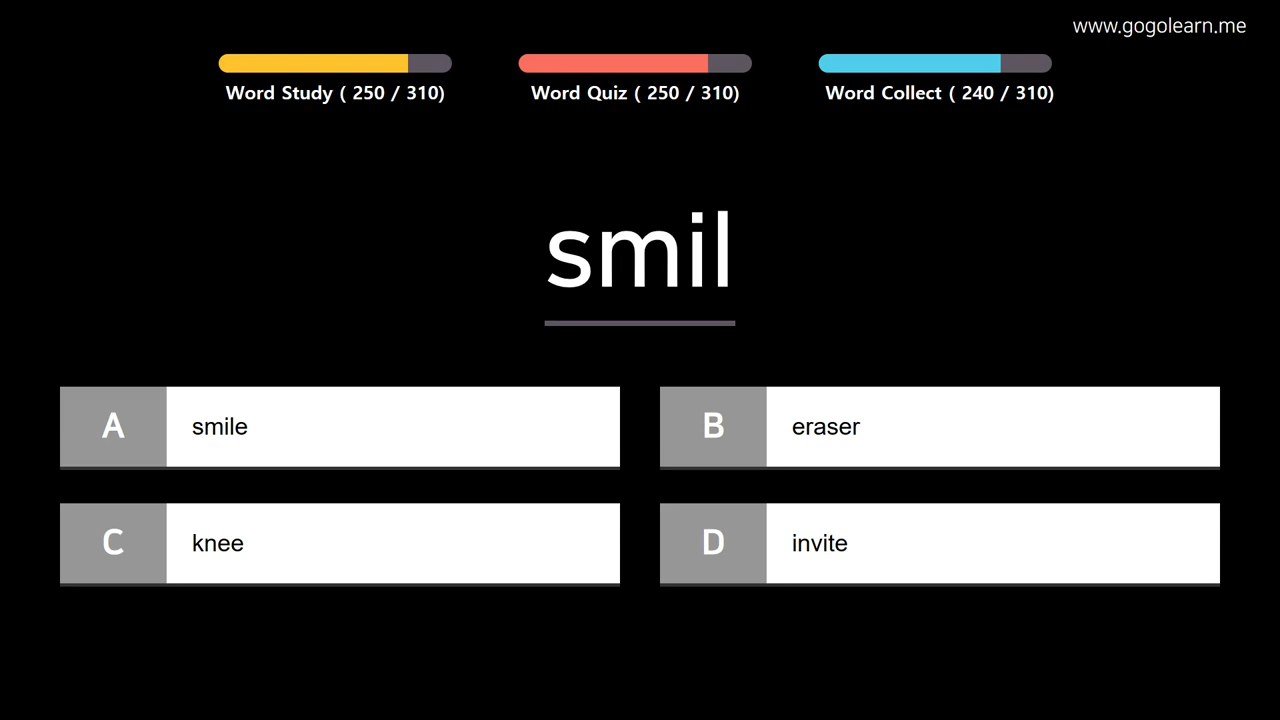 www.gogolearn.me
Word Study ( 250 / 310)
Word Quiz ( 250 / 310)
Word Collect ( 240 / 310)
smil
A
smile
B
eraser
C
knee
D
invite